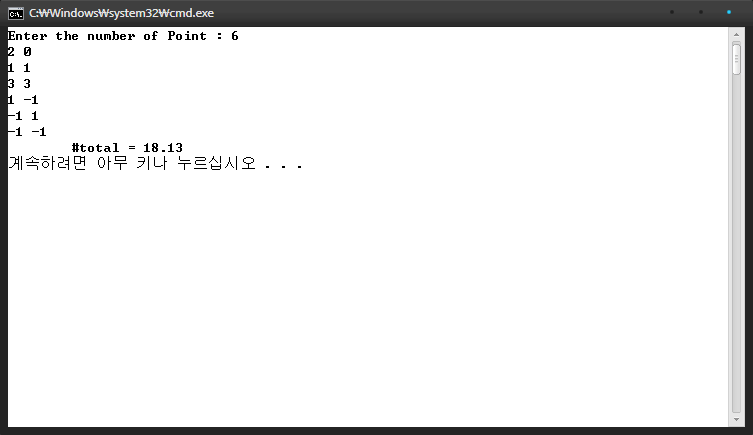 C:₩Windows₩system32₩cmd.exe
Enter the number of Point : 6
2 0
1 1
3 3
1 -1
-1 1
-1 -1
#total = 18.13
계속하려면 아무 키나 누르십시오 . . .